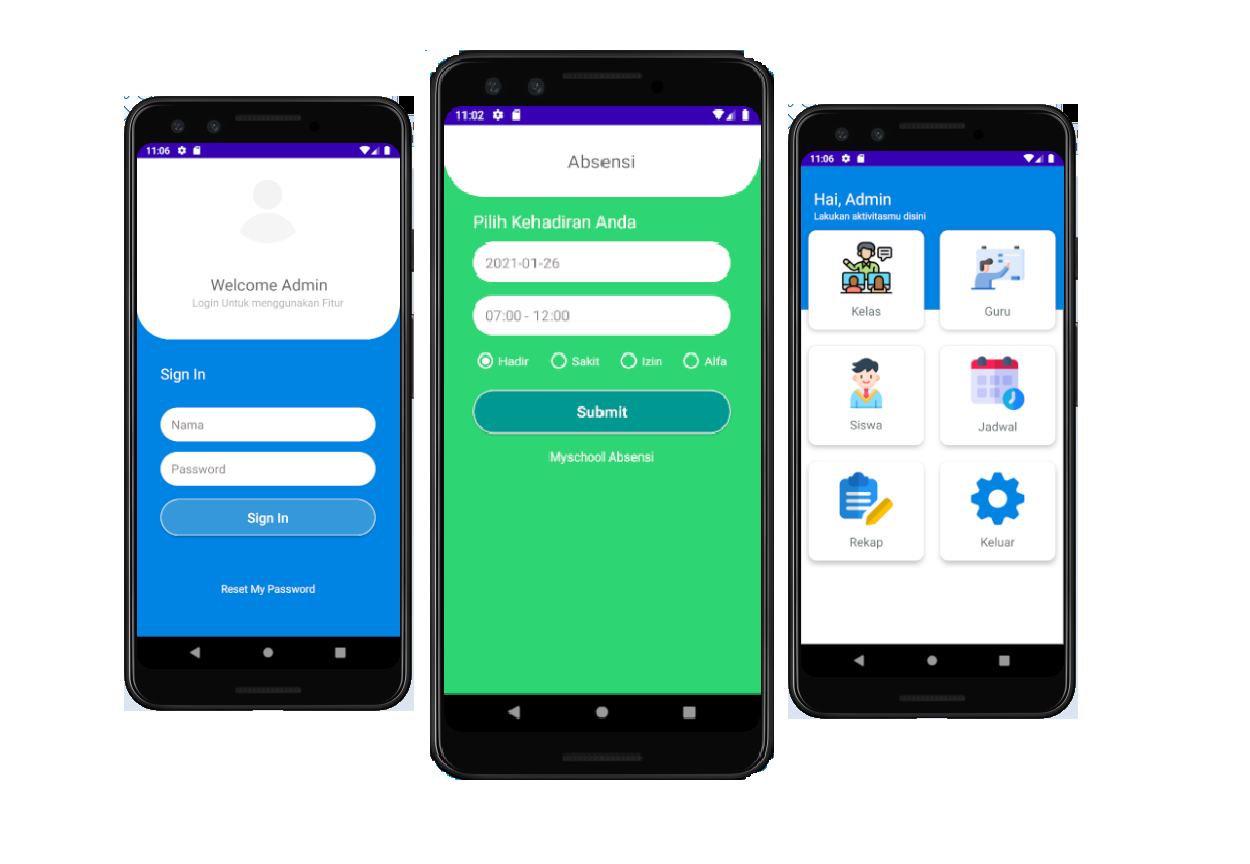 11:06
Welcome Admin
Login Untuk menggunakan Fitur
Sign In
Nama
Password
Sign In
Reset My Password
11:02
Absensi
Pilih Kehadiran Anda
2021-01-26
07:00 - 12:00
Hadir Sakit Izin Alfa
Submit
Myschooll Absensi
11:06
Hai, Admin
Lakukan aktivitasmu disini
Kelas Guru
Siswa Jadwal
Rekap Keluar